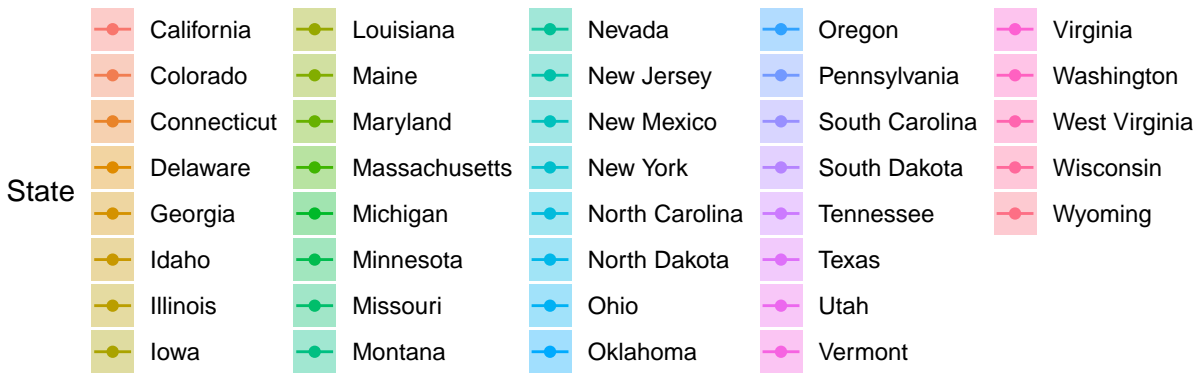 State
California
Colorado
Connecticut
Delaware
Georgia
Idaho
Illinois
Iowa
Louisiana
Maine
Maryland
Massachusetts
Michigan
Minnesota
Missouri
Montana
Nevada
New Jersey
New Mexico
New York
North Carolina
North Dakota
Ohio
Oklahoma
Oregon
Pennsylvania
South Carolina
South Dakota
Tennessee
Texas
Utah
Vermont
Virginia
Washington
West Virginia
Wisconsin
Wyoming